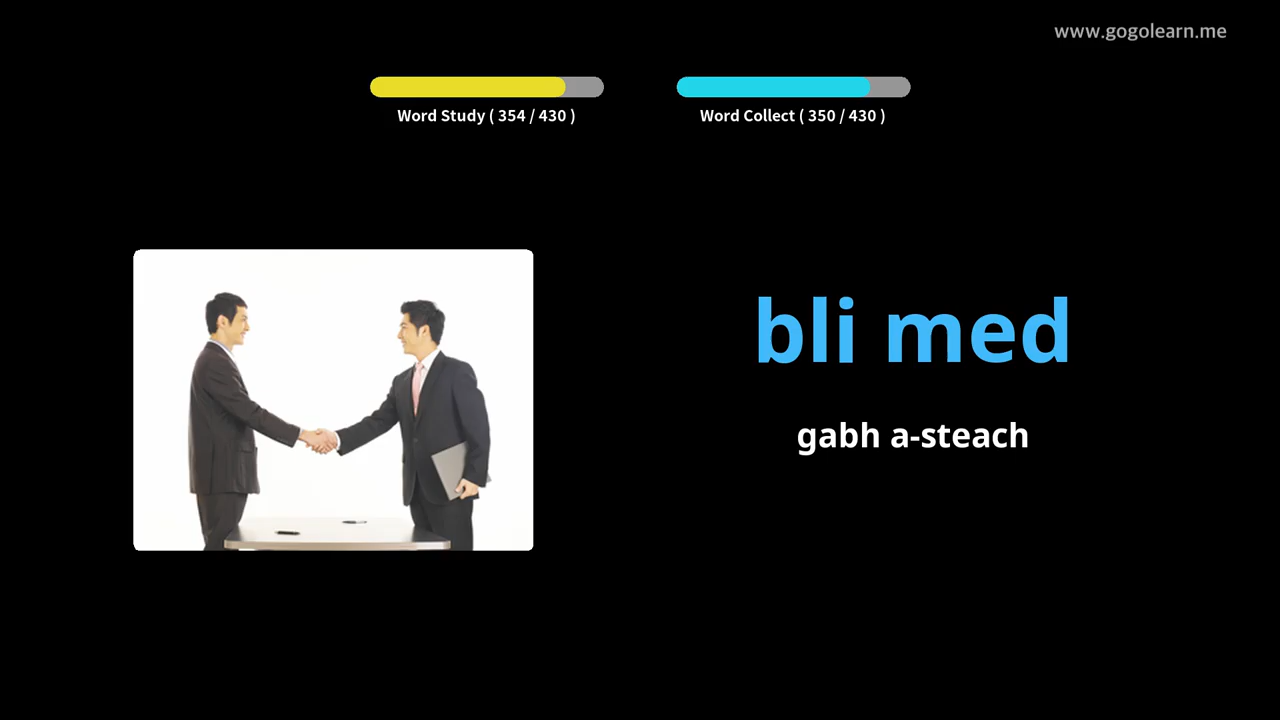 www.gogolearn.me
Word Study ( 354 / 430 )
Word Collect ( 350 / 430 )
bli med
gabh a-steach